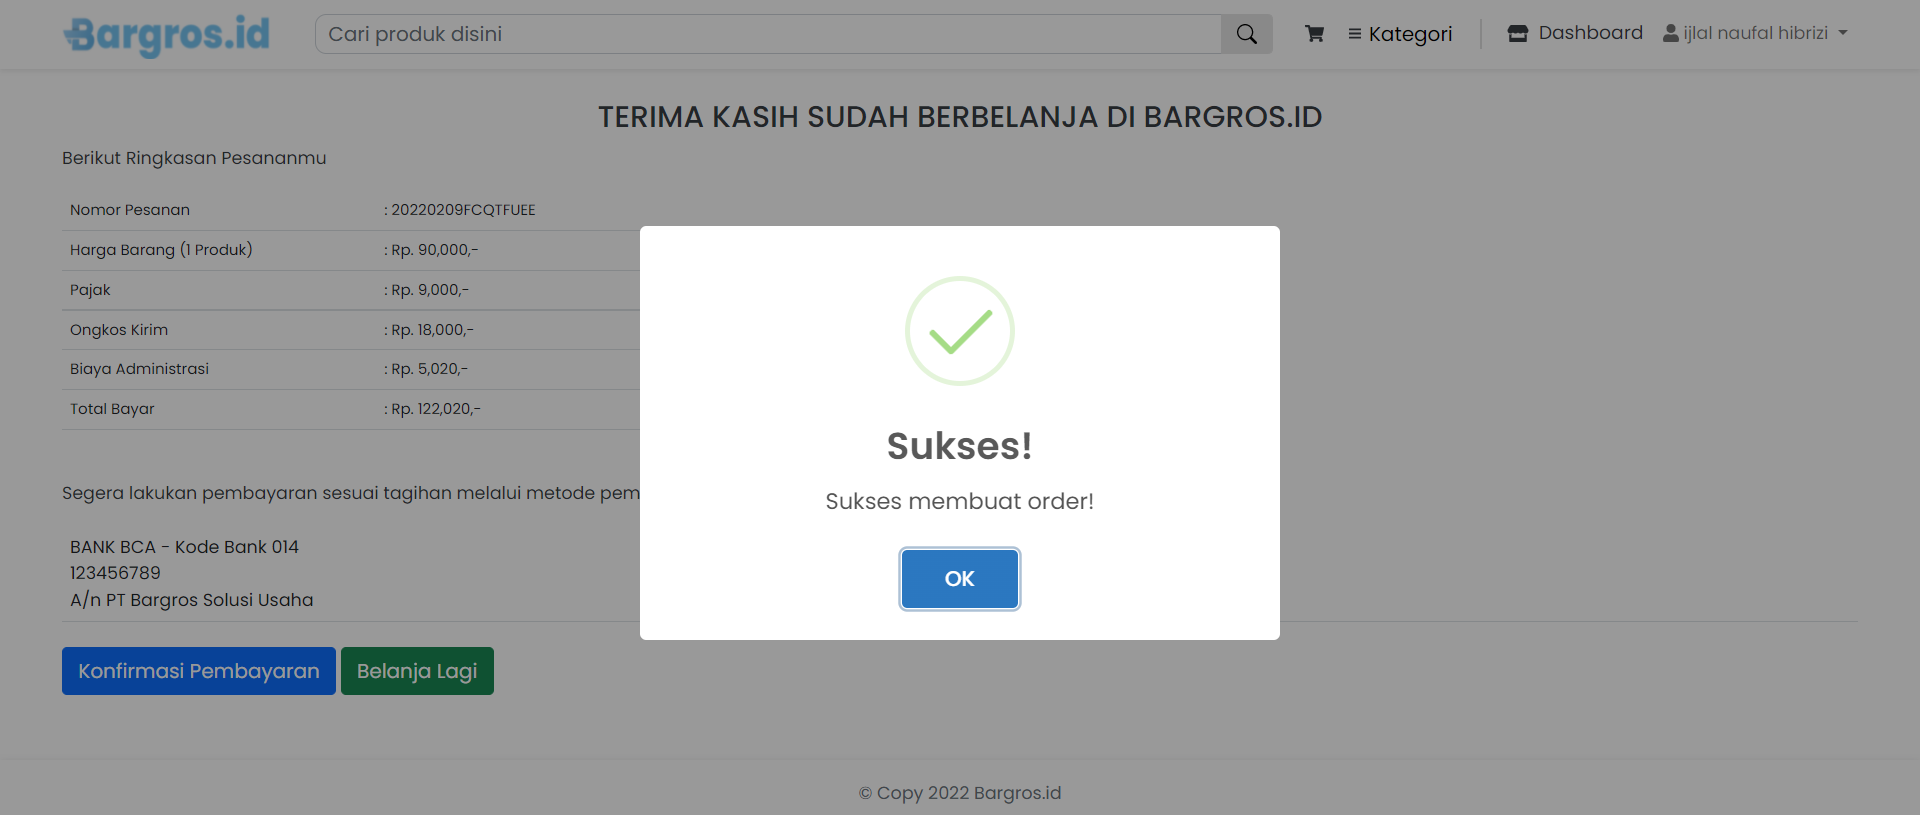 Bargros.id
Cari produk disini
Kategori
Dashboard
ijlal naufal hibrizi
TERIMA KASIH SUDAH BERBELANJA DI BARGROS.ID
Berikut Ringkasan Pesananmu
Nomor Pesanan : 20220209FCQTFUEE
Harga Barang (1 Produk) : Rp. 90,000,-
Pajak : Rp. 9,000,-
Ongkos Kirim : Rp. 18,000,-
Biaya Administrasi : Rp. 5,020,-
Total Bayar : Rp. 122,020,-
Sukses!
Sukses membuat order!
OK
Segera lakukan pembayaran sesuai tagihan melalui metode pem
BANK BCA - Kode Bank 014
123456789
A/n PT Bargros Solusi Usaha
Konfirmasi Pembayaran
Belanja Lagi
© Copy 2022 Bargros.id